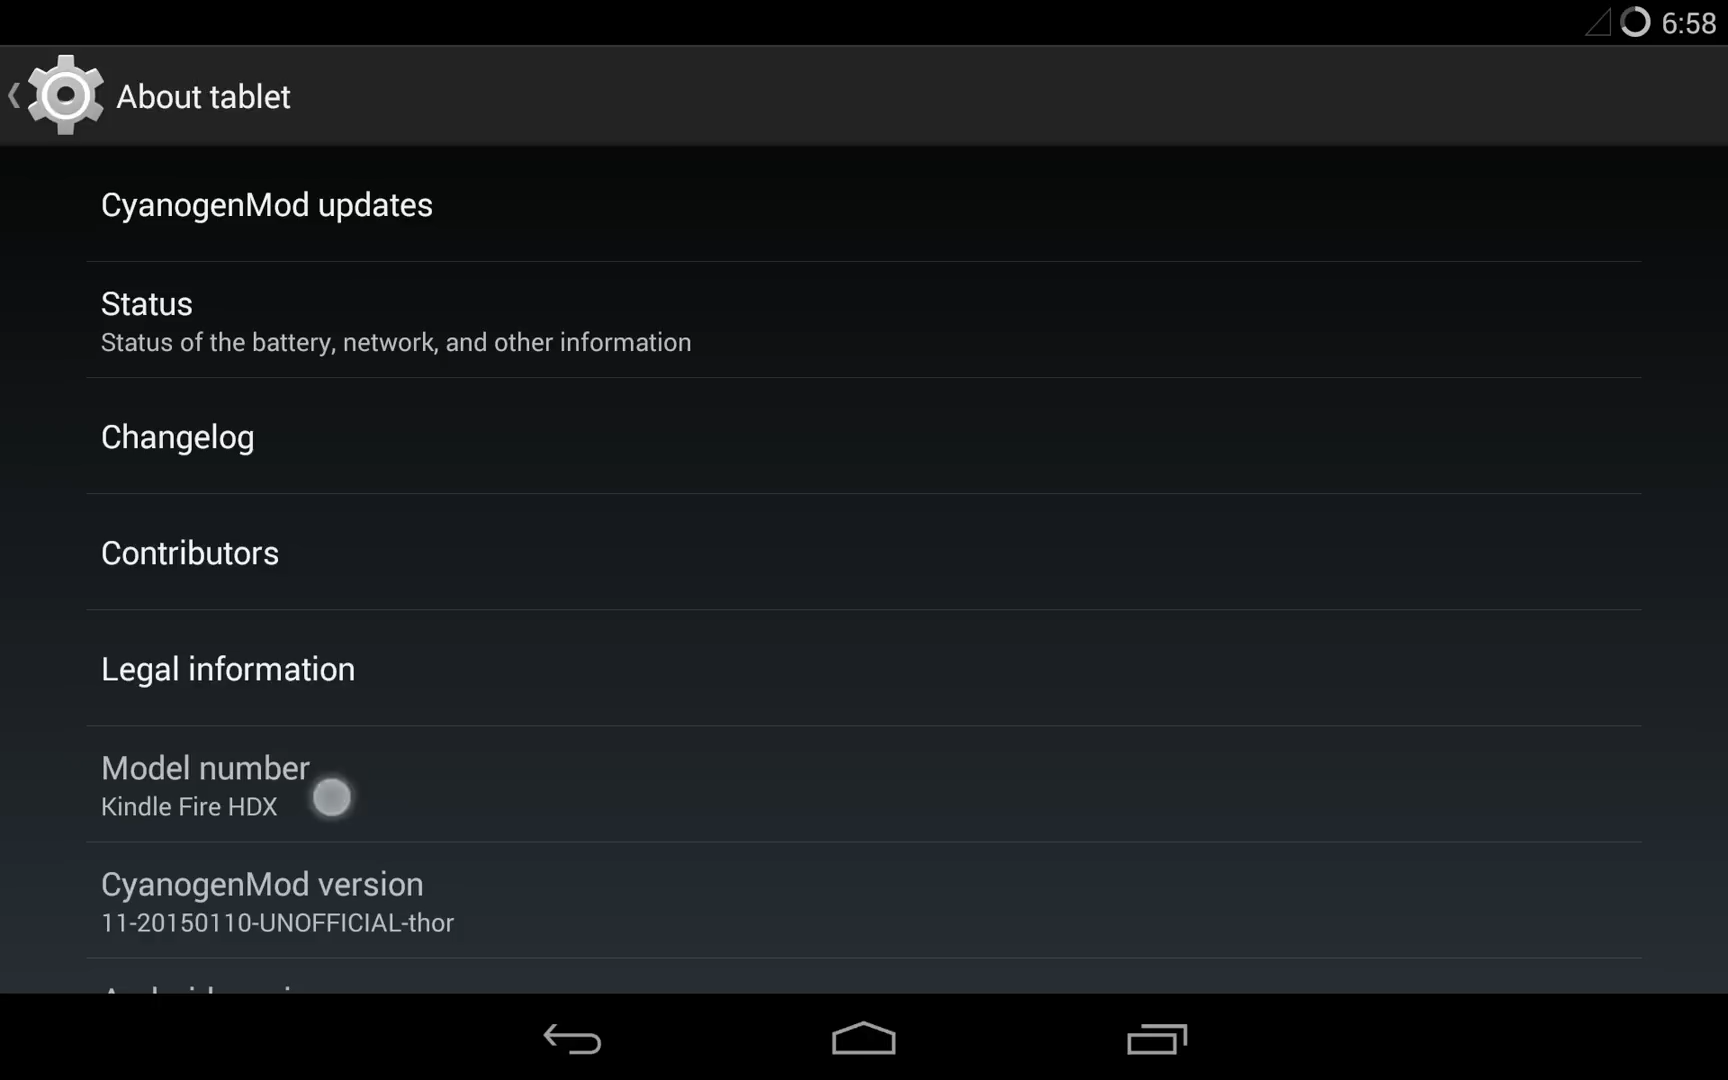 6:58
About tablet
CyanogenMod updates
Status
Status of the battery, network, and other information
Changelog
Contributors
Legal information
Model number
Kindle Fire HDX
CyanogenMod version
11-20150110-UNOFFICIAL-thor